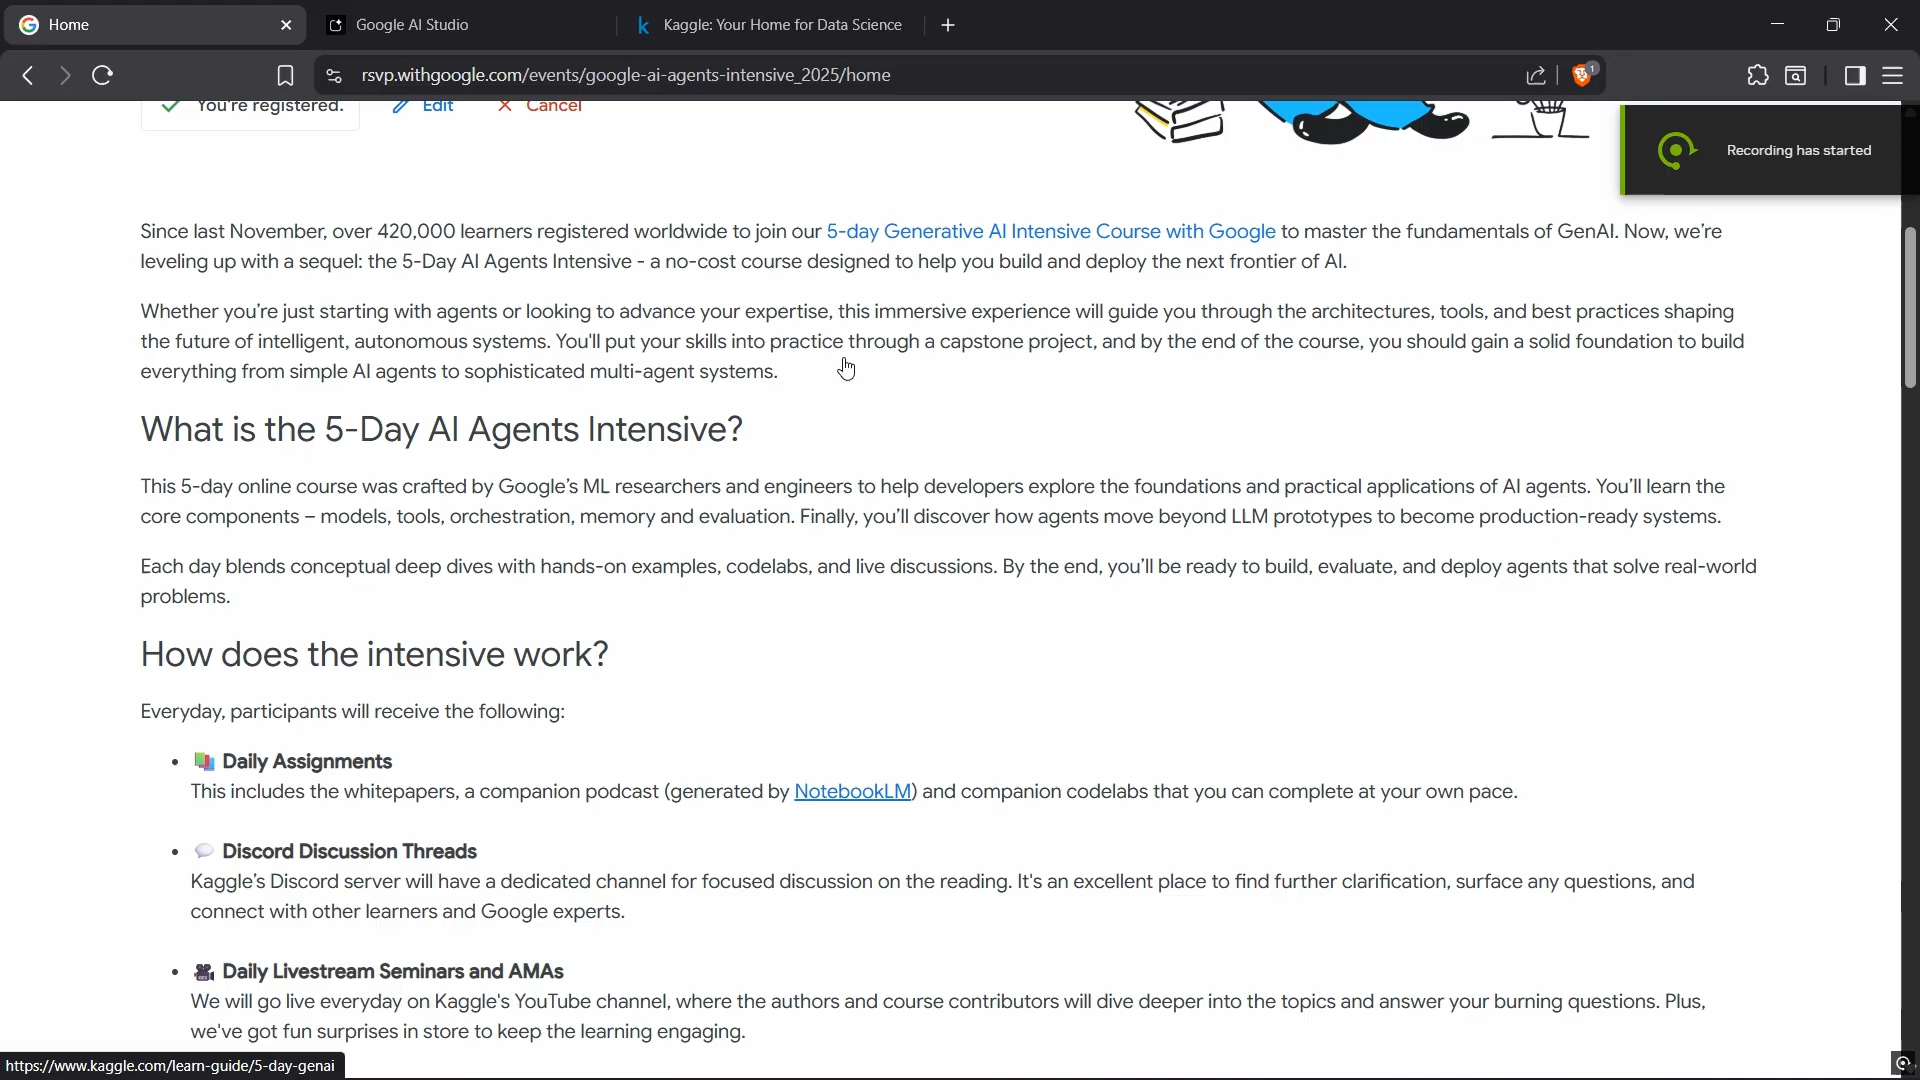 Home
Google AI Studio
Kaggle: Your Home for Data Science
rsvp.withgoogle.com/events/google-ai-agents-intensive_2025/home
1
You're registered.
Edit
Cancel
Recording has started
Since last November, over 420,000 learners registered worldwide to join our 5-day Generative AI Intensive Course with Google to master the fundamentals of GenAI. Now, we're
leveling up with a sequel: the 5-Day AI Agents Intensive - a no-cost course designed to help you build and deploy the next frontier of AI.
Whether you're just starting with agents or looking to advance your expertise, this immersive experience will guide you through the architectures, tools, and best practices shaping
the future of intelligent, autonomous systems. You'll put your skills into practice through a capstone project, and by the end of the course, you should gain a solid foundation to build
everything from simple AI agents to sophisticated multi-agent systems.
What is the 5-Day AI Agents Intensive?
This 5-day online course was crafted by Google's ML researchers and engineers to help developers explore the foundations and practical applications of AI agents. You'll learn the
core components – models, tools, orchestration, memory and evaluation. Finally, you'll discover how agents move beyond LLM prototypes to become production-ready systems.
Each day blends conceptual deep dives with hands-on examples, codelabs, and live discussions. By the end, you'll be ready to build, evaluate, and deploy agents that solve real-world
problems.
How does the intensive work?
Everyday, participants will receive the following:
• 📚 Daily Assignments
This includes the whitepapers, a companion podcast (generated by NotebookLM) and companion codelabs that you can complete at your own pace.
• 💬 Discord Discussion Threads
Kaggle's Discord server will have a dedicated channel for focused discussion on the reading. It's an excellent place to find further clarification, surface any questions, and
connect with other learners and Google experts.
• 🎥 Daily Livestream Seminars and AMAs
We will go live everyday on Kaggle's YouTube channel, where the authors and course contributors will dive deeper into the topics and answer your burning questions. Plus,
we've got fun surprises in store to keep the learning engaging.
https://www.kaggle.com/learn-guide/5-day-genai